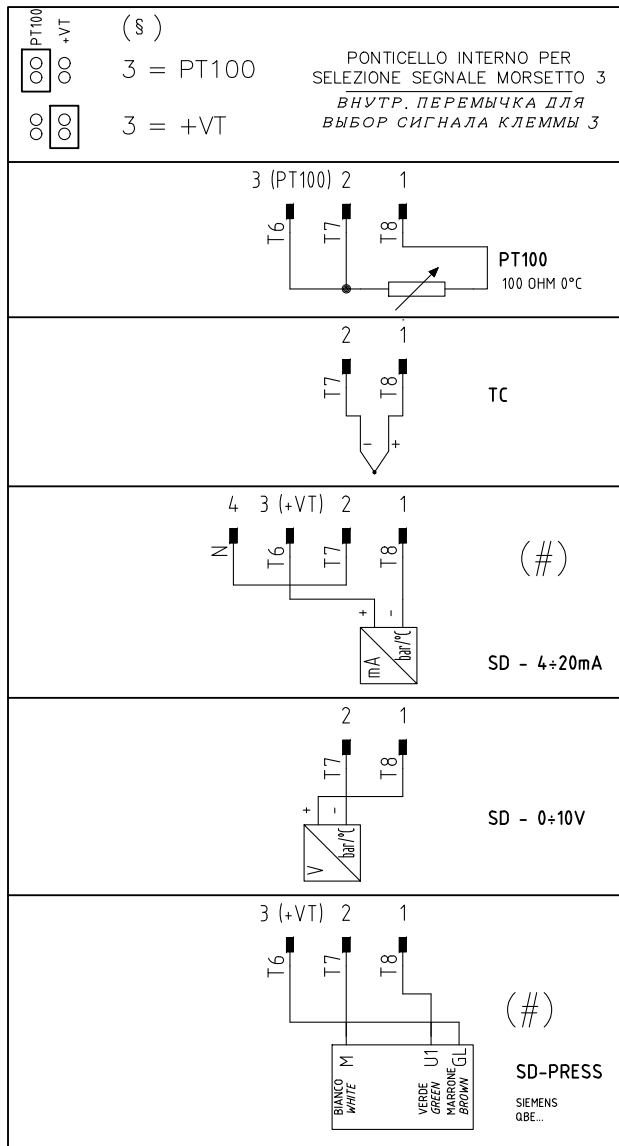 PT100
+VT
(§)
3 = PT100
3 = +VT
PONTICELLO INTERNO PER
SELEZIONE SEGNALE MORSETTO 3
ВНУТР. ПЕРЕМЫЧКА ДЛЯ
ВЫБОР СИГНАЛА КЛЕММЫ 3
3 (PT100) 2 1
T6 T7 T8
PT100
100 OHM 0°C
2 1
T7 T8
TC
- +
4 3 (+VT) 2 1
N T6 T7 T8
(#)
+ -
mA bar/°C
SD - 4÷20mA
2 1
T7 T8
+ -
V bar/°C
SD - 0÷10V
3 (+VT) 2 1
T6 T7 T8
(#)
M U1 GL
BIANCO
WHITE
VERDE
GREEN
MARRONE
BROWN
SD-PRESS
SIEMENS
QBE...